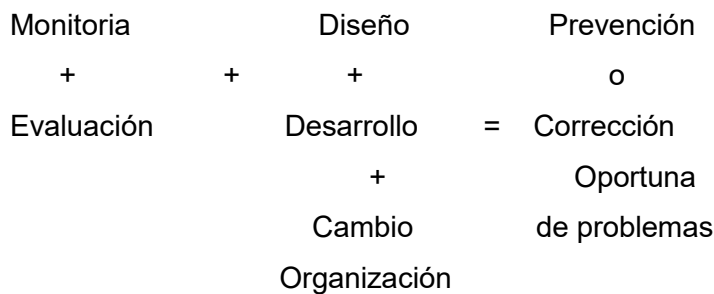 Monitoria Diseño Prevención
+ + + o
Evaluación Desarrollo = Corrección
+ Oportuna
Cambio de problemas
Organización